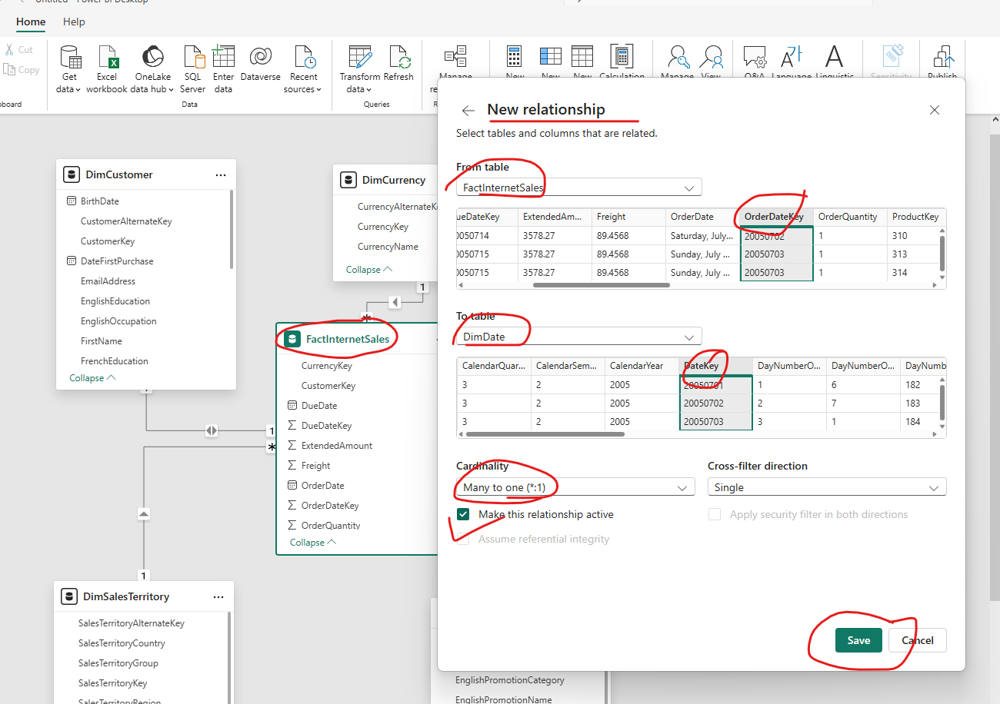 Untitled - Power BI Desktop
Home Help
Cut
Copy
Get data
Excel workbook
OneLake data hub
SQL Server
Enter data
Dataverse
Recent sources
Data
Transform data
Refresh
Queries
Manage
New
New
New
Calculation
Manage
View
Q&A
Language
Linguistic
Sensitivity
Publish
DimCustomer
BirthDate
CustomerAlternateKey
CustomerKey
DateFirstPurchase
EmailAddress
EnglishEducation
EnglishOccupation
FirstName
FrenchEducation
Collapse
DimCurrency
CurrencyAlternateKe
CurrencyKey
CurrencyName
Collapse
1
*
FactInternetSales
CurrencyKey
CustomerKey
DueDate
DueDateKey
ExtendedAmount
Freight
OrderDate
OrderDateKey
OrderQuantity
Collapse
1
1
*
1
DimSalesTerritory
SalesTerritoryAlternateKey
SalesTerritoryCountry
SalesTerritoryGroup
SalesTerritoryKey
SalesTerritoryRegion
New relationship
Select tables and columns that are related.
From table
FactInternetSales
ueDateKey ExtendedAm... Freight OrderDate OrderDateKey OrderQuantity ProductKey
0050714 3578.27 89.4568 Saturday, July... 20050702 1 310
0050715 3578.27 89.4568 Sunday, July ... 20050703 1 313
0050715 3578.27 89.4568 Sunday, July ... 20050703 1 314
To table
DimDate
CalendarQuar... CalendarSem... CalendarYear DateKey DayNumberO... DayNumberO... DayNumb
3 2 2005 20050701 1 6 182
3 2 2005 20050702 2 7 183
3 2 2005 20050703 3 1 184
Cardinality
Many to one (*:1)
Cross-filter direction
Single
Make this relationship active
Apply security filter in both directions
Assume referential integrity
Save
Cancel
EnglishPromotionCategory
EnglishPromotionName